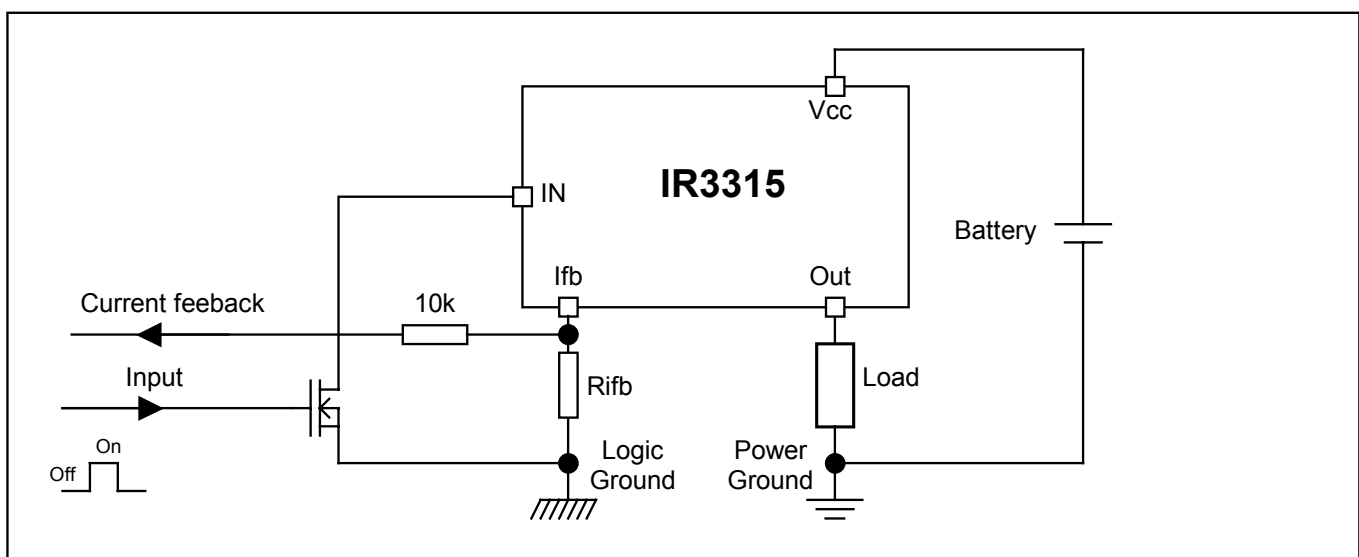 Vcc
IR3315
IN
Battery
Ifb
Out
Current feeback
10k
Input
Rifb
Load
On
Off
Logic
Ground
Power
Ground